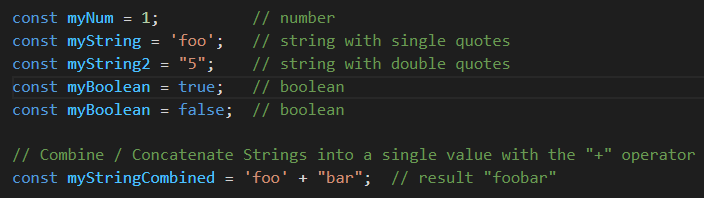 const myNum = 1;            // number
const myString = 'foo';    // string with single quotes
const myString2 = "5";     // string with double quotes
const myBoolean = true;    // boolean
const myBoolean = false;   // boolean
// Combine / Concatenate Strings into a single value with the "+" operator
const myStringCombined = 'foo' + "bar";  // result "foobar"